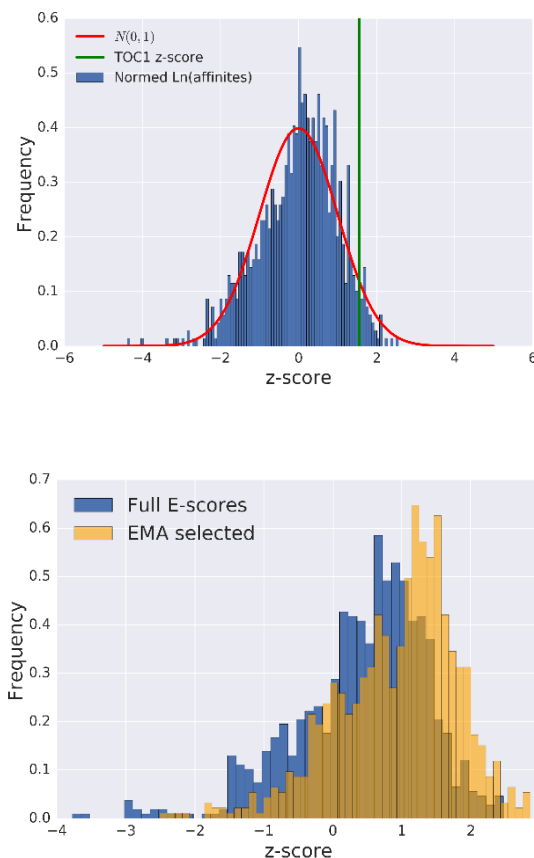 0.6
0.5
0.4
0.3
0.2
0.1
0.0
Frequency
N(0,1)
TOC1 z-score
Normed Ln(affinites)
−6 −4 −2 0 2 4 6
z-score
0.7
0.6
0.5
0.4
0.3
0.2
0.1
0.0
Frequency
Full E-scores
EMA selected
−4 −3 −2 −1 0 1 2
z-score